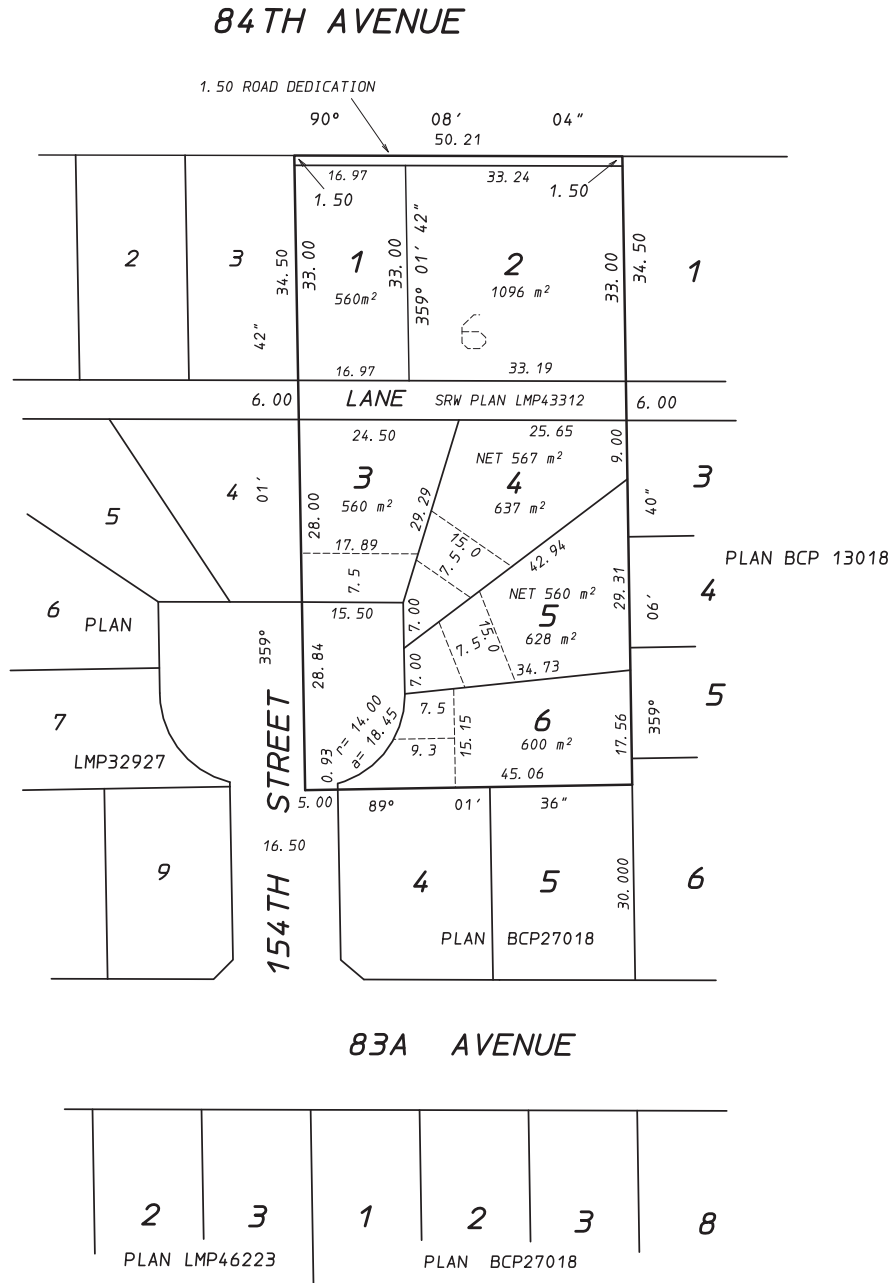 84TH AVENUE
1.50 ROAD DEDICATION
90° 08' 04"
50.21
16.97 33.24
1.50 1.50
2
3
34.50
33.00
1
560m²
33.00
359° 01' 42"
2
1096 m²
6
33.00
34.50
1
42"
16.97 33.19
6.00 LANE SRW PLAN LMP43312 6.00
24.50 25.65
9.00
NET 567 m²
3
560 m²
4
637 m²
3
5
4
01'
28.00
29.29
15.0
7.5
42.94
40"
17.89
7.5
PLAN BCP 13018
6
PLAN
15.50
7.00
NET 560 m²
5
628 m²
29.31
4
06'
359°
28.84
7.00
7.5
15.0
34.73
7
LMP32927
r= 14.00
a= 18.45
7.5
9.3
15.15
6
600 m²
17.56
359°
5
0.93
45.06
5.00 89° 01' 36"
16.50
154TH STREET
9
4
5
30.000
6
PLAN BCP27018
83A AVENUE
2 3 1 2 3 8
PLAN LMP46223 PLAN BCP27018